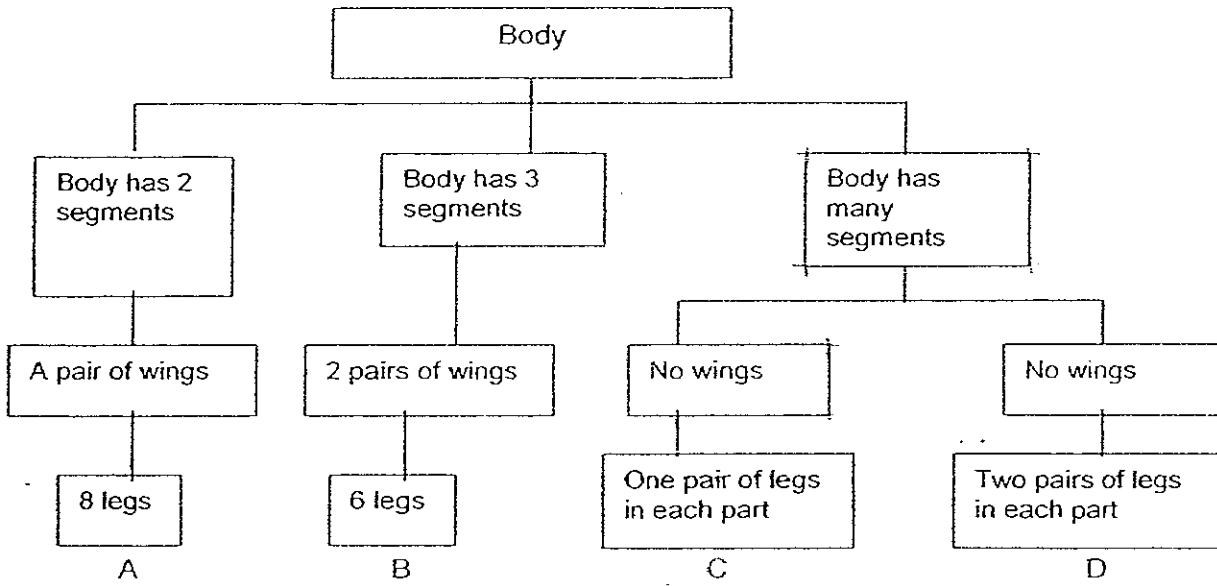 Body
Body has 2
segments
Body has 3
segments
Body has
many
segments
A pair of wings
2 pairs of wings
No wings
No wings
8 legs
6 legs
One pair of legs
in each part
Two pairs of legs
in each part
A
B
C
D